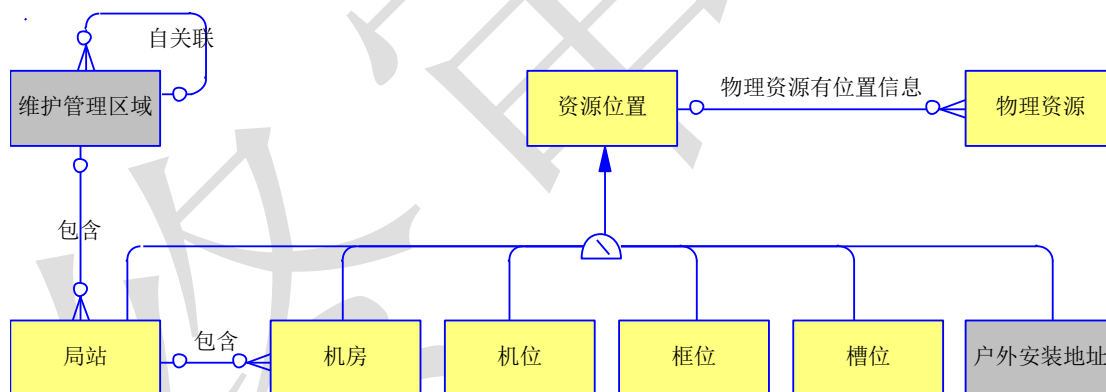 自关联
维护管理区域
资源位置
物理资源有位置信息
物理资源
包含
局站
包含
机房
机位
框位
槽位
户外安装地址